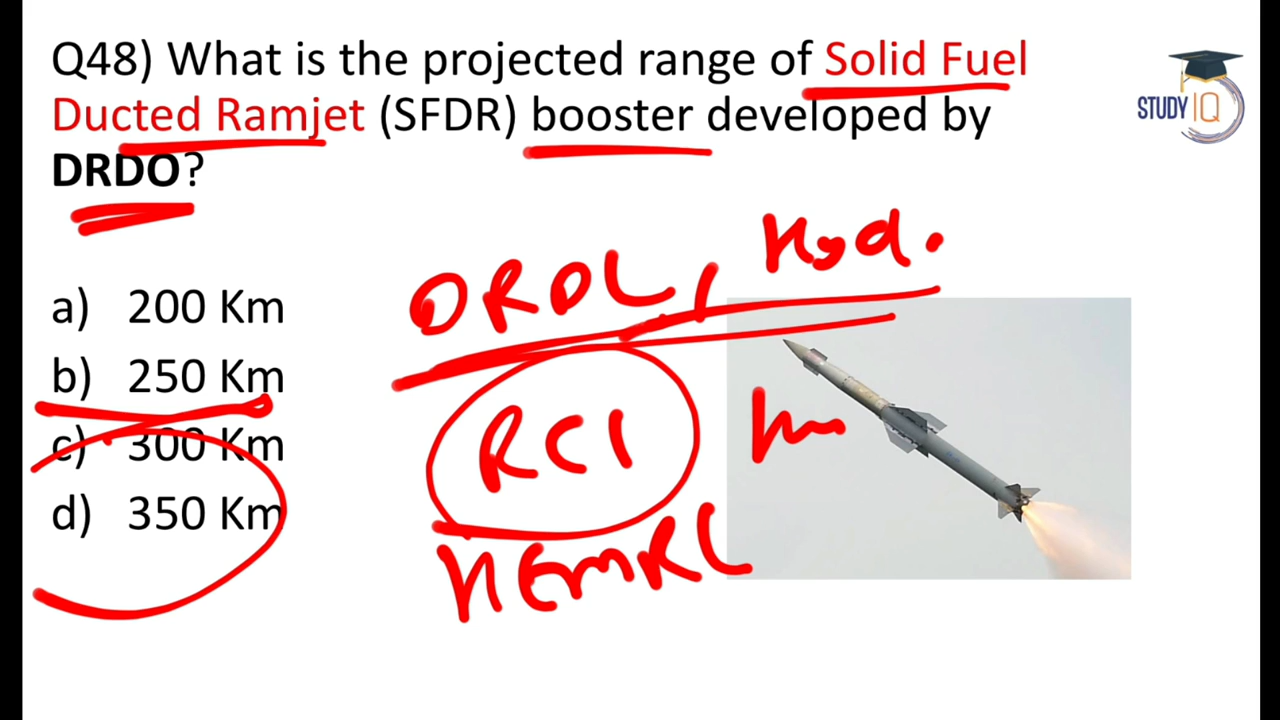 Q48) What is the projected range of Solid Fuel
Ducted Ramjet (SFDR) booster developed by
DRDO?
STUDY IQ
a) 200 Km
b) 250 Km
c) 300 Km
d) 350 Km
DRDL, Hyd.
RCI
HEMRL